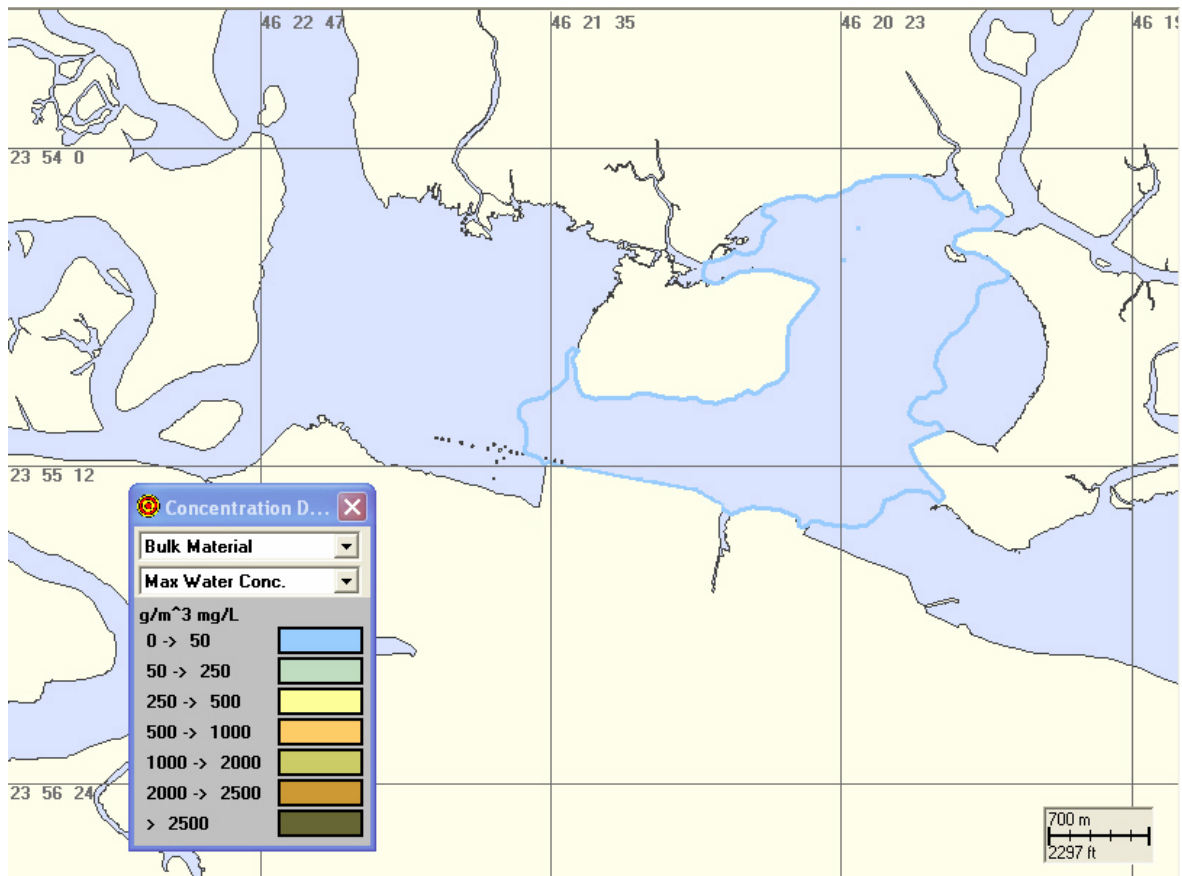 46 22 47
46 21 35
46 20 23
46 19
23 54 0
23 55 12
Concentration D...
Bulk Material
Max Water Conc.
g/m^3 mg/L
0 -> 50
50 -> 250
250 -> 500
500 -> 1000
1000 -> 2000
2000 -> 2500
> 2500
23 56 24
700 m
2297 ft